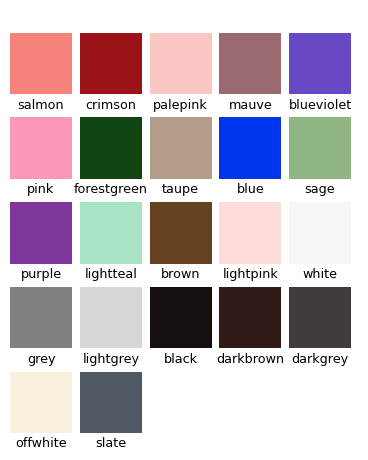 salmon crimson palepink mauve blueviolet
pink forestgreen taupe blue sage
purple lightteal brown lightpink white
grey lightgrey black darkbrown darkgrey
offwhite slate